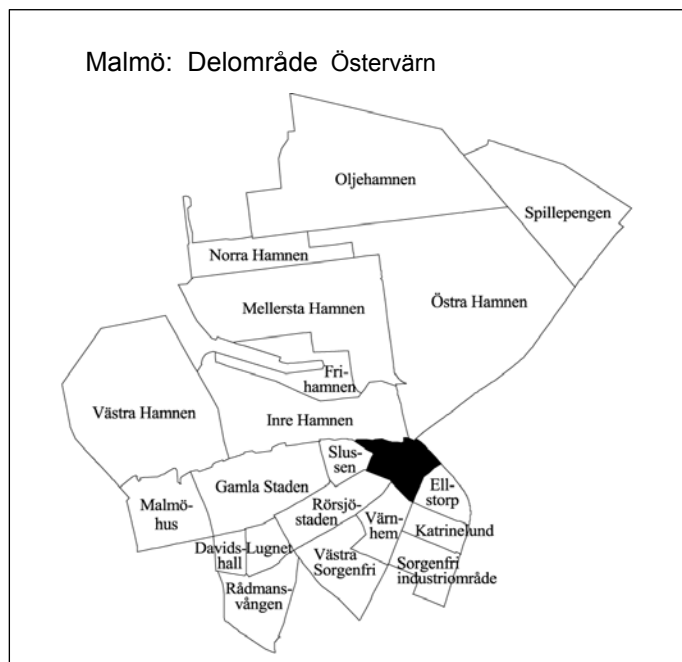 Malmö: Delområde Östervärn
Oljehamnen
Spillepengen
Norra Hamnen
Östra Hamnen
Mellersta Hamnen
Fri-
hamnen
Västra Hamnen
Inre Hamnen
Slus-
sen
Gamla Staden
Ell-
storp
Malmö-
hus
Rörsjö-
staden
Värn-
hem
Katrinelund
Davids-
hall
Lugnet
Västra
Sorgenfri
Sorgenfri
industriområde
Rådmans-
vången